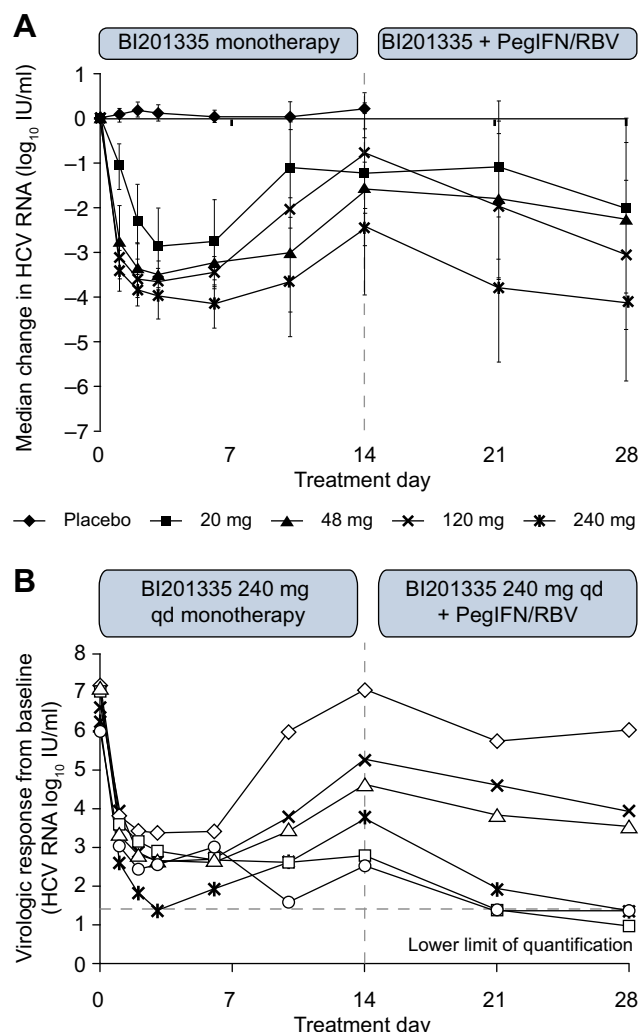 A
BI201335 monotherapy
BI201335 + PegIFN/RBV
Median change in HCV RNA (log10 IU/ml)
1
0
–1
–2
–3
–4
–5
–6
–7
0 7 14 21 28
Treatment day
Placebo 20 mg 48 mg 120 mg 240 mg
B
BI201335 240 mg
qd monotherapy
BI201335 240 mg qd
+ PegIFN/RBV
Virologic response from baseline
(HCV RNA log10 IU/ml)
8
7
6
5
4
3
2
1
0
Lower limit of quantification
0 7 14 21 28
Treatment day